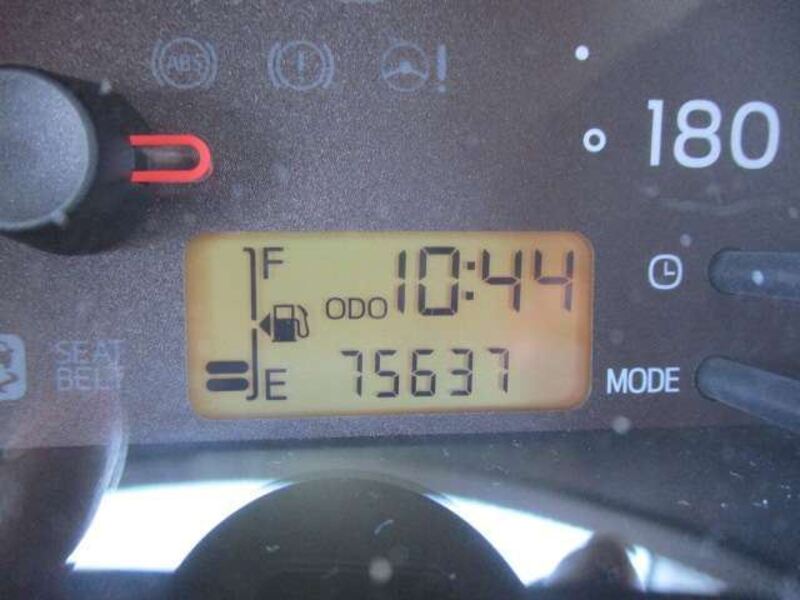 ABS
180
F
ODO 10:44
E 75637
SEAT
BELT
MODE